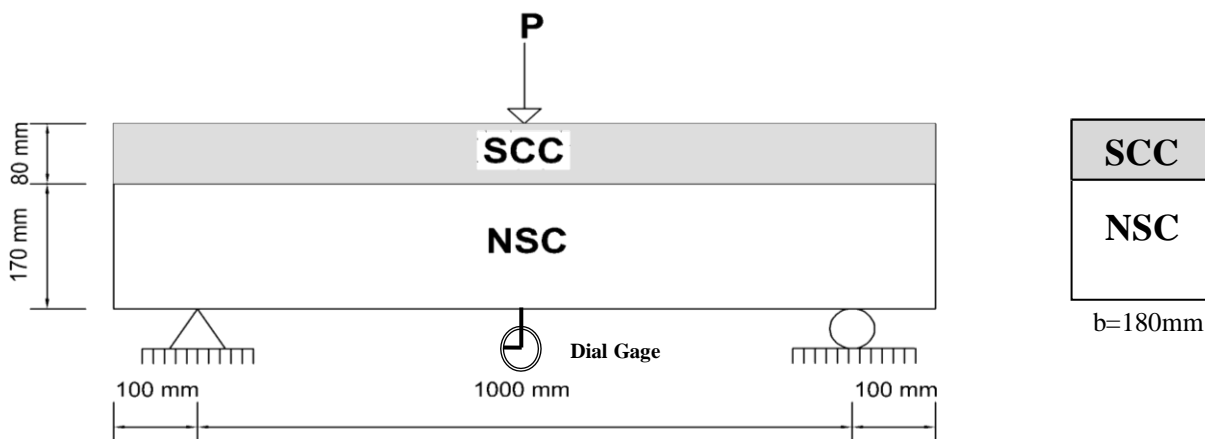 P
SCC
80 mm
NSC
170 mm
Dial Gage
100 mm
1000 mm
100 mm
SCC
NSC
b=180mm